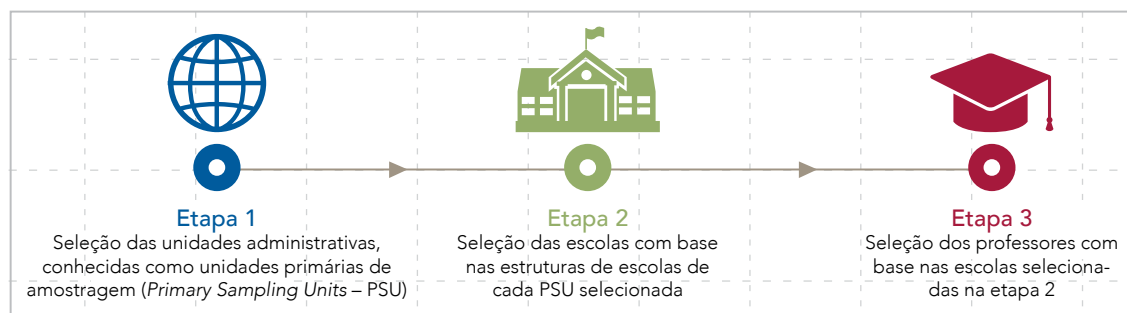 Etapa 1
Seleção das unidades administrativas,
conhecidas como unidades primárias de
amostragem (Primary Sampling Units – PSU)
Etapa 2
Seleção das escolas com base
nas estruturas de escolas de
cada PSU selecionada
Etapa 3
Seleção dos professores com
base nas escolas seleciona-
das na etapa 2